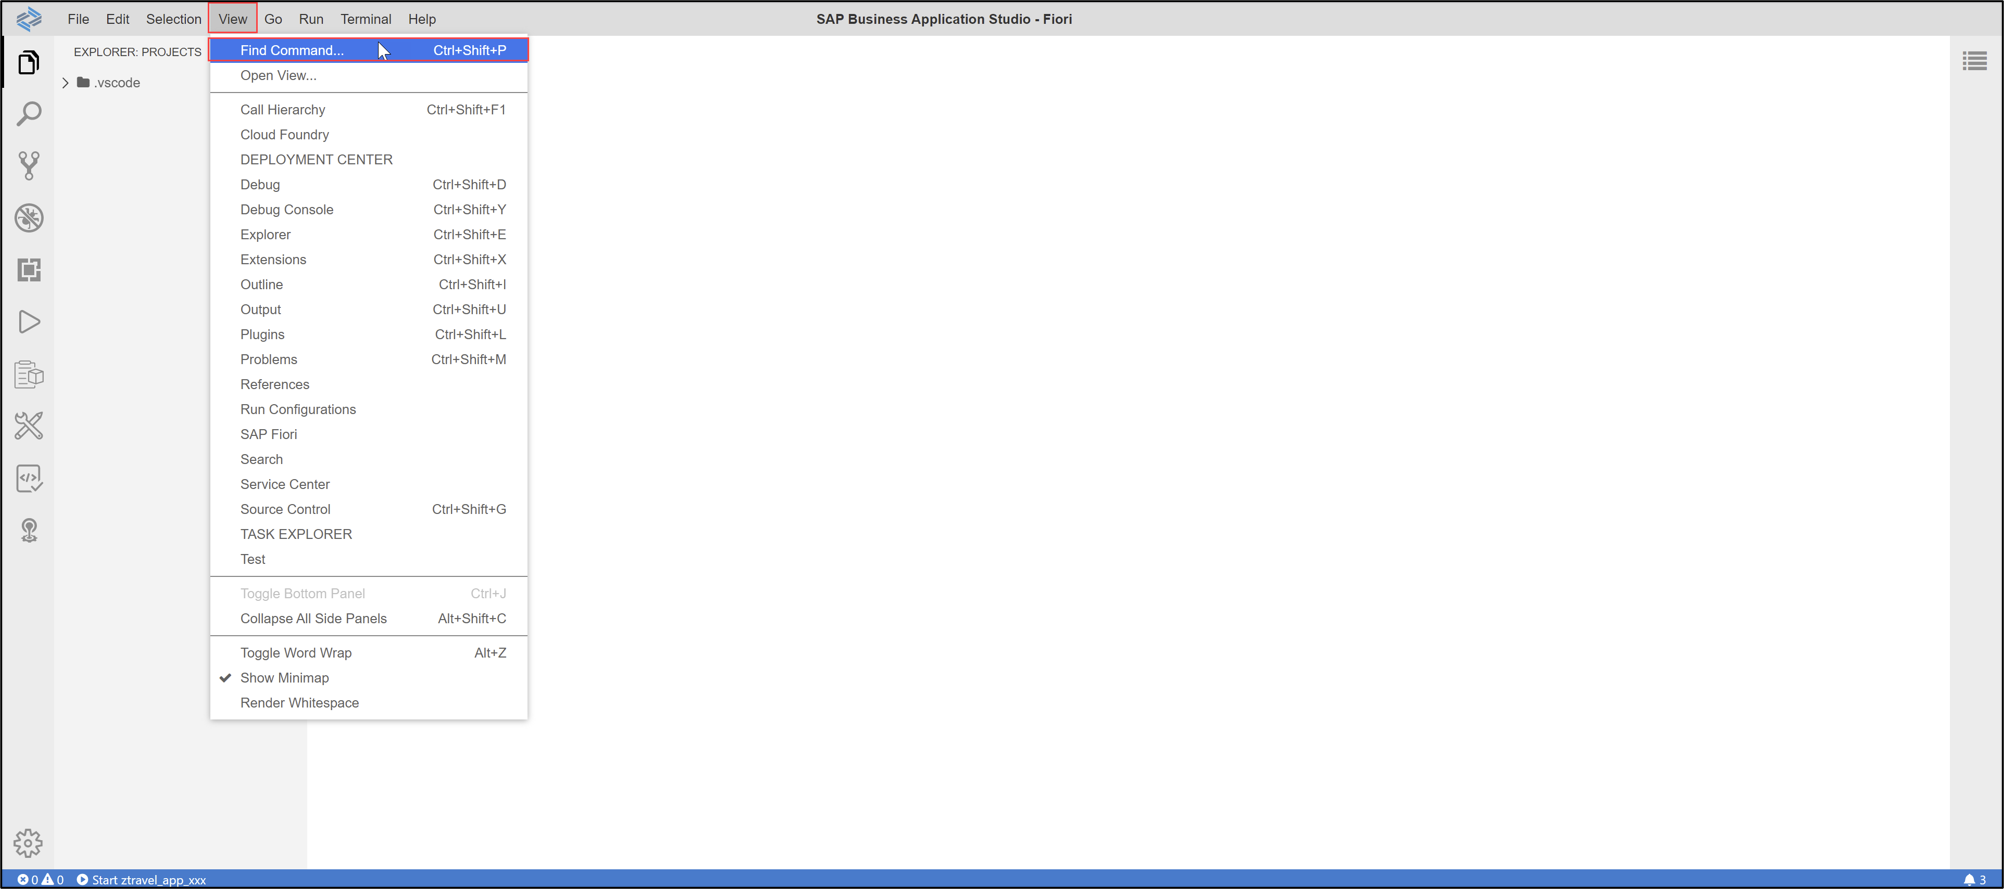 File Edit Selection View Go Run Terminal Help SAP Business Application Studio - Fiori
EXPLORER: PROJECTS
.vscode
Find Command... Ctrl+Shift+P
Open View...
Call Hierarchy Ctrl+Shift+F1
Cloud Foundry
DEPLOYMENT CENTER
Debug Ctrl+Shift+D
Debug Console Ctrl+Shift+Y
Explorer Ctrl+Shift+E
Extensions Ctrl+Shift+X
Outline Ctrl+Shift+I
Output Ctrl+Shift+U
Plugins Ctrl+Shift+L
Problems Ctrl+Shift+M
References
Run Configurations
SAP Fiori
Search
Service Center
Source Control Ctrl+Shift+G
TASK EXPLORER
Test
Toggle Bottom Panel Ctrl+J
Collapse All Side Panels Alt+Shift+C
Toggle Word Wrap Alt+Z
Show Minimap
Render Whitespace
0 0 Start ztravel_app_xxx 3